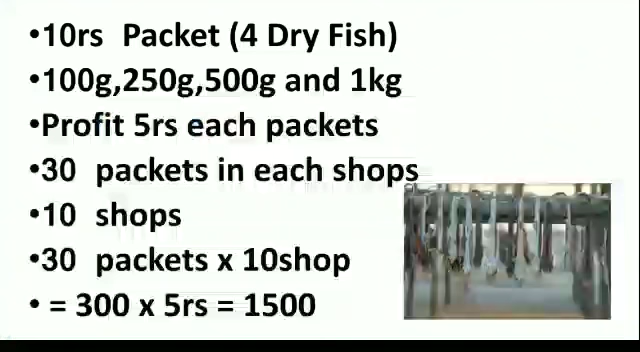 •10rs Packet (4 Dry Fish)
•100g,250g,500g and 1kg
•Profit 5rs each packets
•30 packets in each shops
•10 shops
•30 packets x 10shop
• = 300 x 5rs = 1500